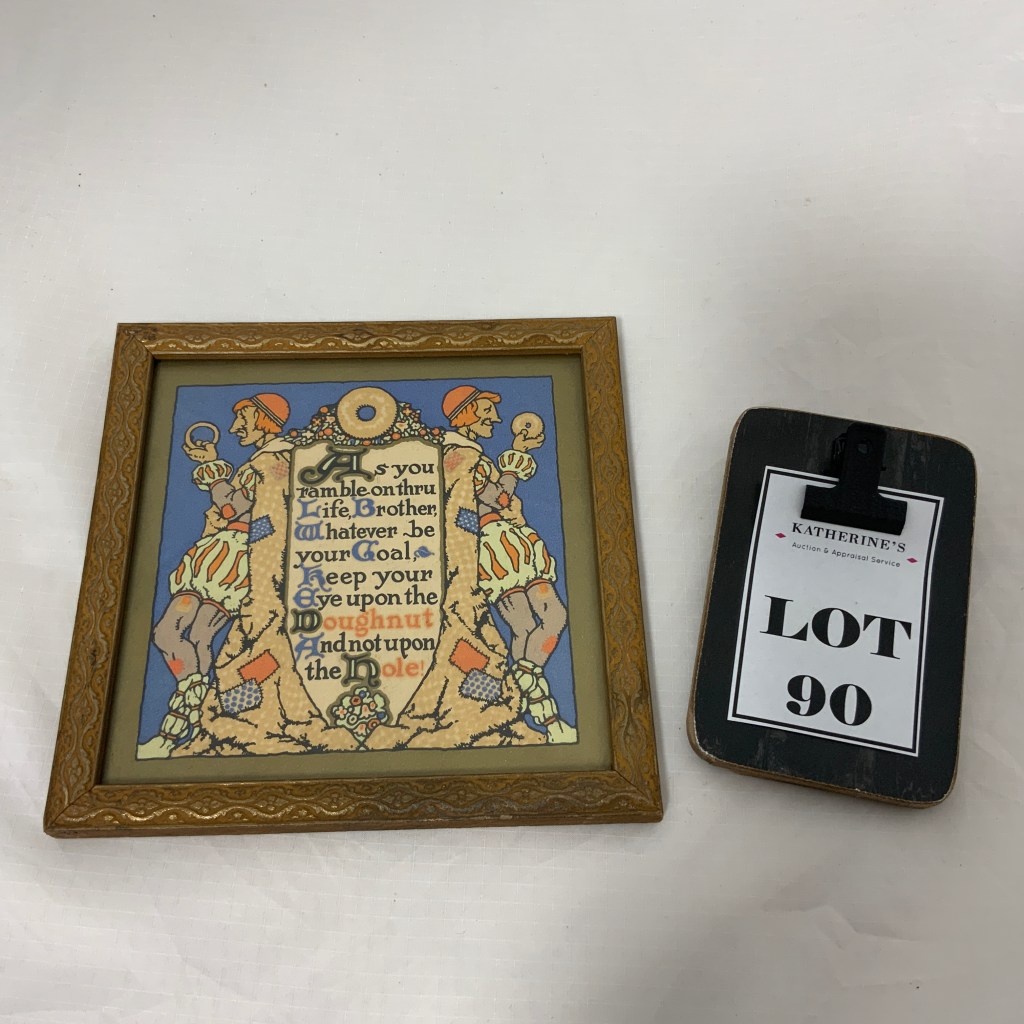 As you
ramble on thru
Life, Brother,
Whatever be
your Goal,
Keep your
Eye upon the
Doughnut
And not upon
the Hole!
KATHERINE'S
Auction & Appraisal Service
LOT
90